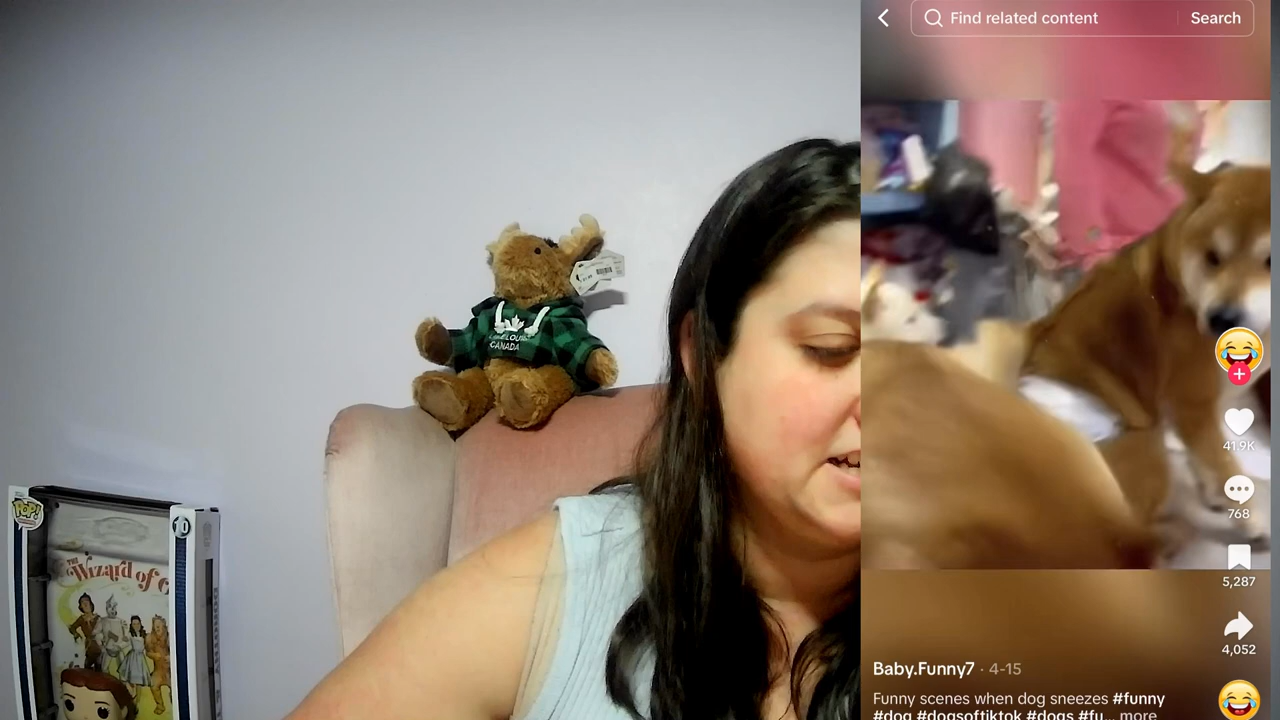 Find related content
Search
41.9K
768
5,287
4,052
Baby.Funny7 · 4-15
Funny scenes when dog sneezes #funny
#dog #dogsoftiktok #dogs #fu... more
CANADA
POP!
10
THE
Wizard of